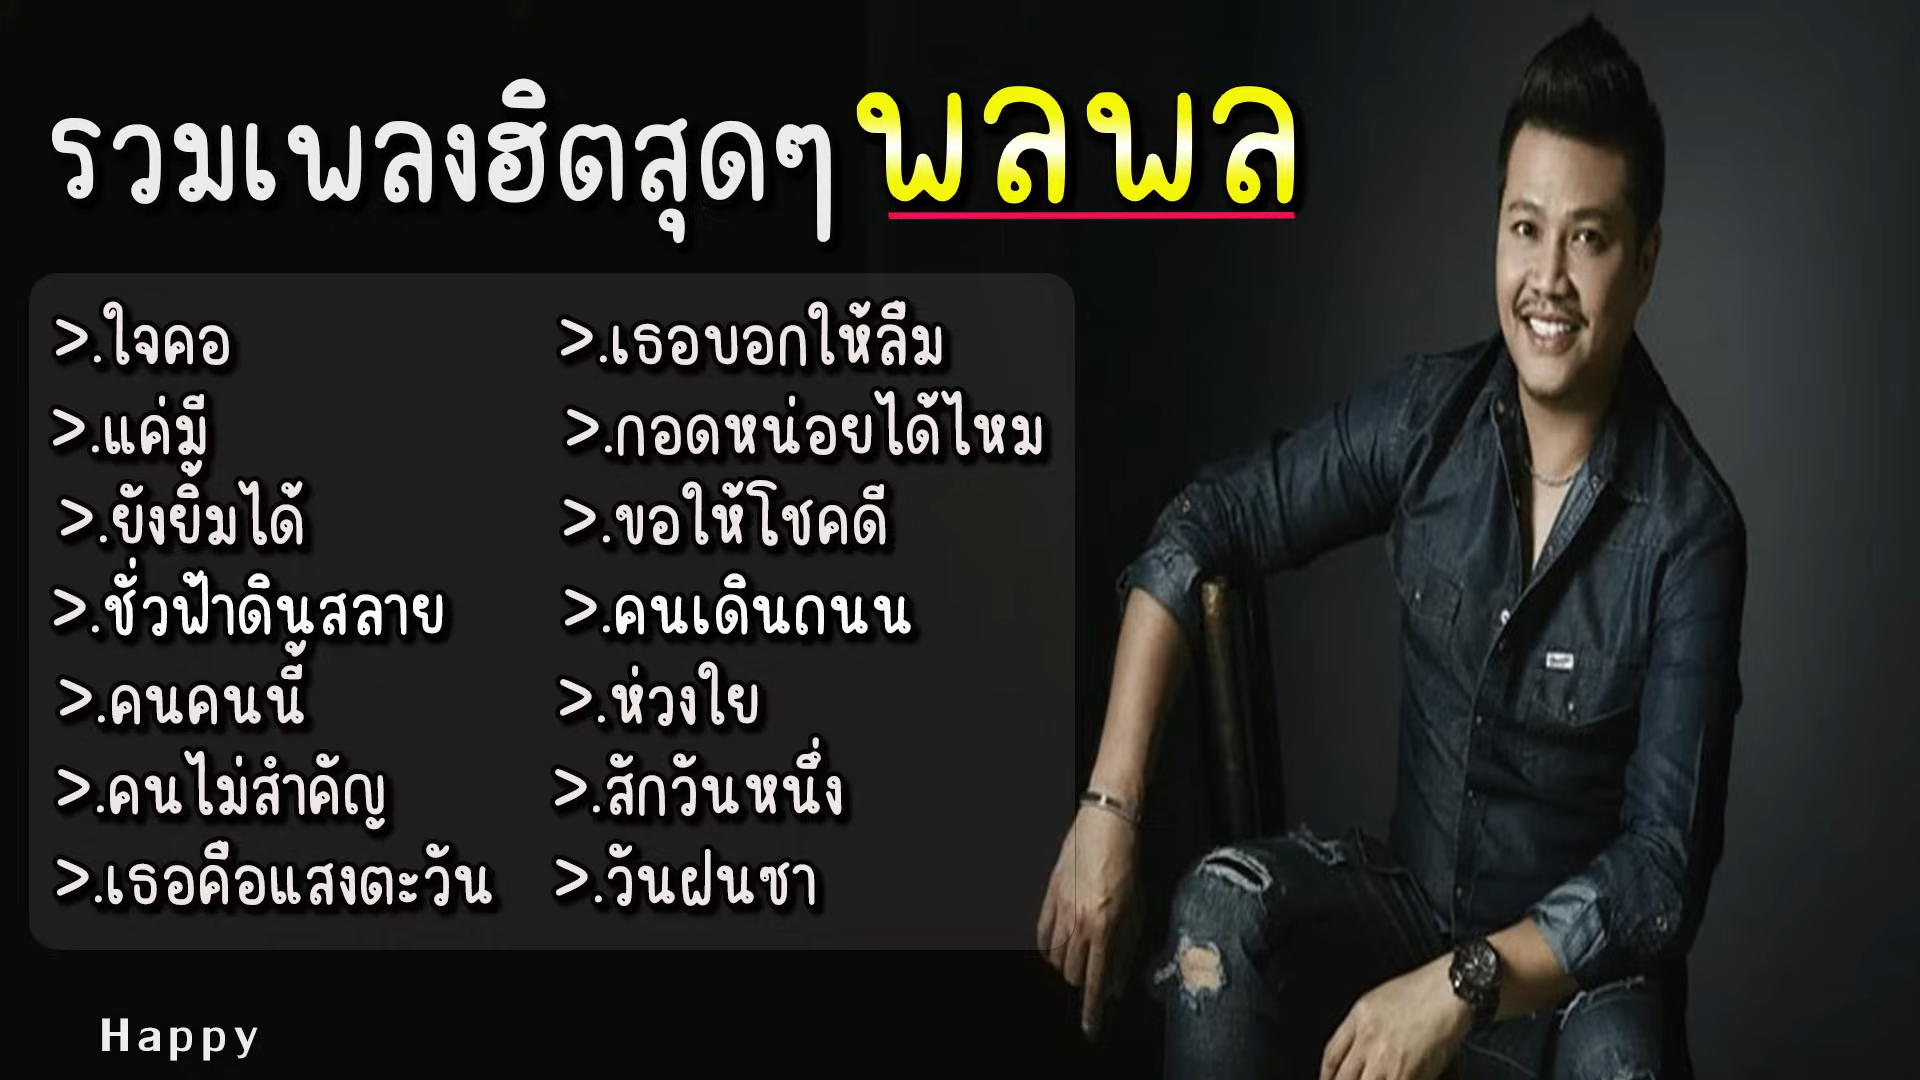 รวมเพลงฮิตสุดๆ พลพล
>.ใจคอ
>.แค่มี
>.ยังยิ้มได้
>.ชั่วฟ้าดินสลาย
>.คนคนนี้
>.คนไม่สำคัญ
>.เธอคือแสงตะวัน
>.เธอบอกให้ลืม
>.กอดหน่อยได้ไหม
>.ขอให้โชคดี
>.คนเดินถนน
>.ห่วงใย
>.สักวันหนึ่ง
>.วันฝนซา
Happy